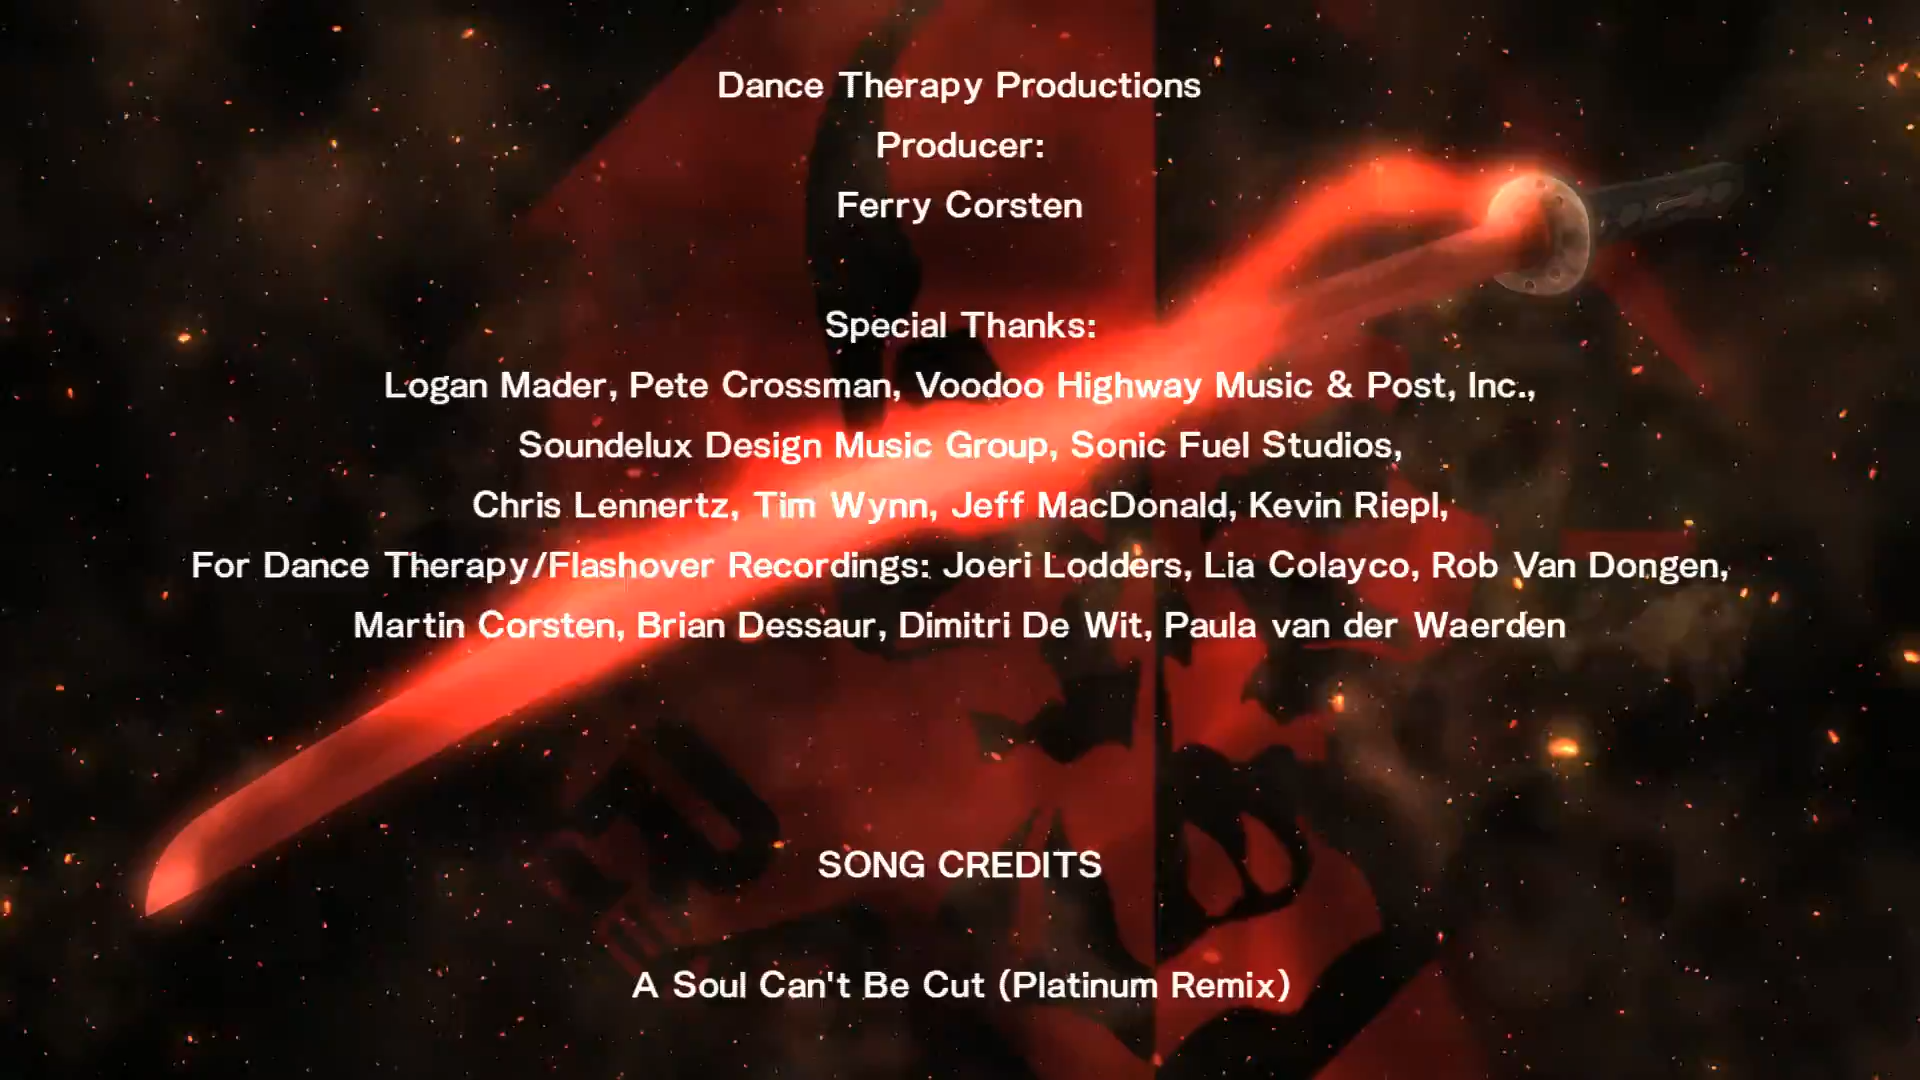 Dance Therapy Productions
Producer:
Ferry Corsten
Special Thanks:
Logan Mader, Pete Crossman, Voodoo Highway Music & Post, Inc.,
Soundelux Design Music Group, Sonic Fuel Studios,
Chris Lennertz, Tim Wynn, Jeff MacDonald, Kevin Riepl,
For Dance Therapy/Flashover Recordings: Joeri Lodders, Lia Colayco, Rob Van Dongen,
Martin Corsten, Brian Dessaur, Dimitri De Wit, Paula van der Waerden
SONG CREDITS
A Soul Can't Be Cut (Platinum Remix)